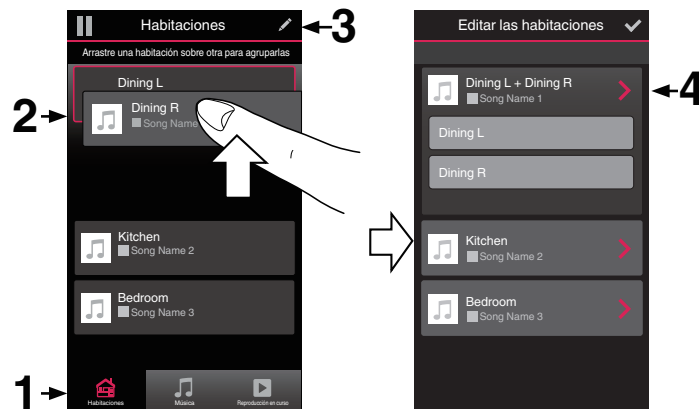 Habitaciones
3
Arrastre una habitación sobre otra para agruparlas
Dining L
2
Dining R
Song Name
Kitchen
Song Name 2
Bedroom
Song Name 3
1
Habitaciones
Música
Reproducción en curso
Editar las habitaciones
Dining L + Dining R
4
Song Name 1
Dining L
Dining R
Kitchen
Song Name 2
Bedroom
Song Name 3